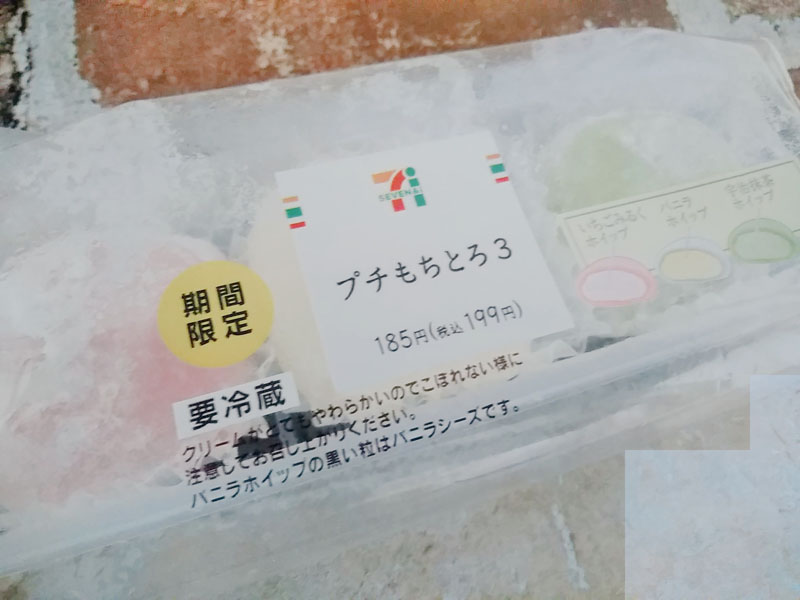 SEVEN&i
プチもちとろ3
185円(税込199円)
期間
限定
要冷蔵
クリームがとてもやわらかいのでこぼれない様に
注意してお召し上がりください。
バニラホイップの黒い粒はバニラシーズです。
いちごみるく
ホイップ
バニラ
ホイップ
宇治抹茶
ホイップ